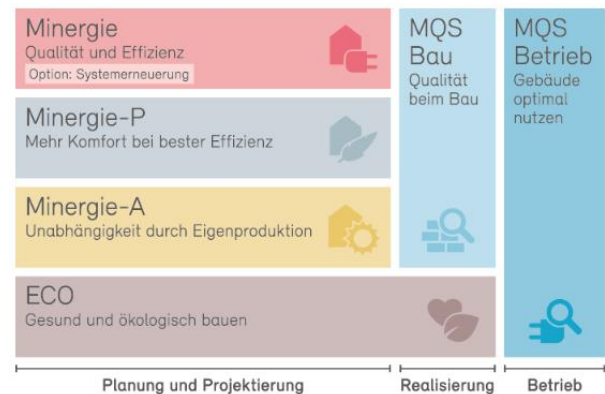 Minergie
Qualität und Effizienz
Option: Systemerneuerung
Minergie-P
Mehr Komfort bei bester Effizienz
Minergie-A
Unabhängigkeit durch Eigenproduktion
ECO
Gesund und ökologisch bauen
MQS
Bau
Qualität
beim Bau
MQS
Betrieb
Gebäude
optimal
nutzen
Planung und Projektierung
Realisierung
Betrieb